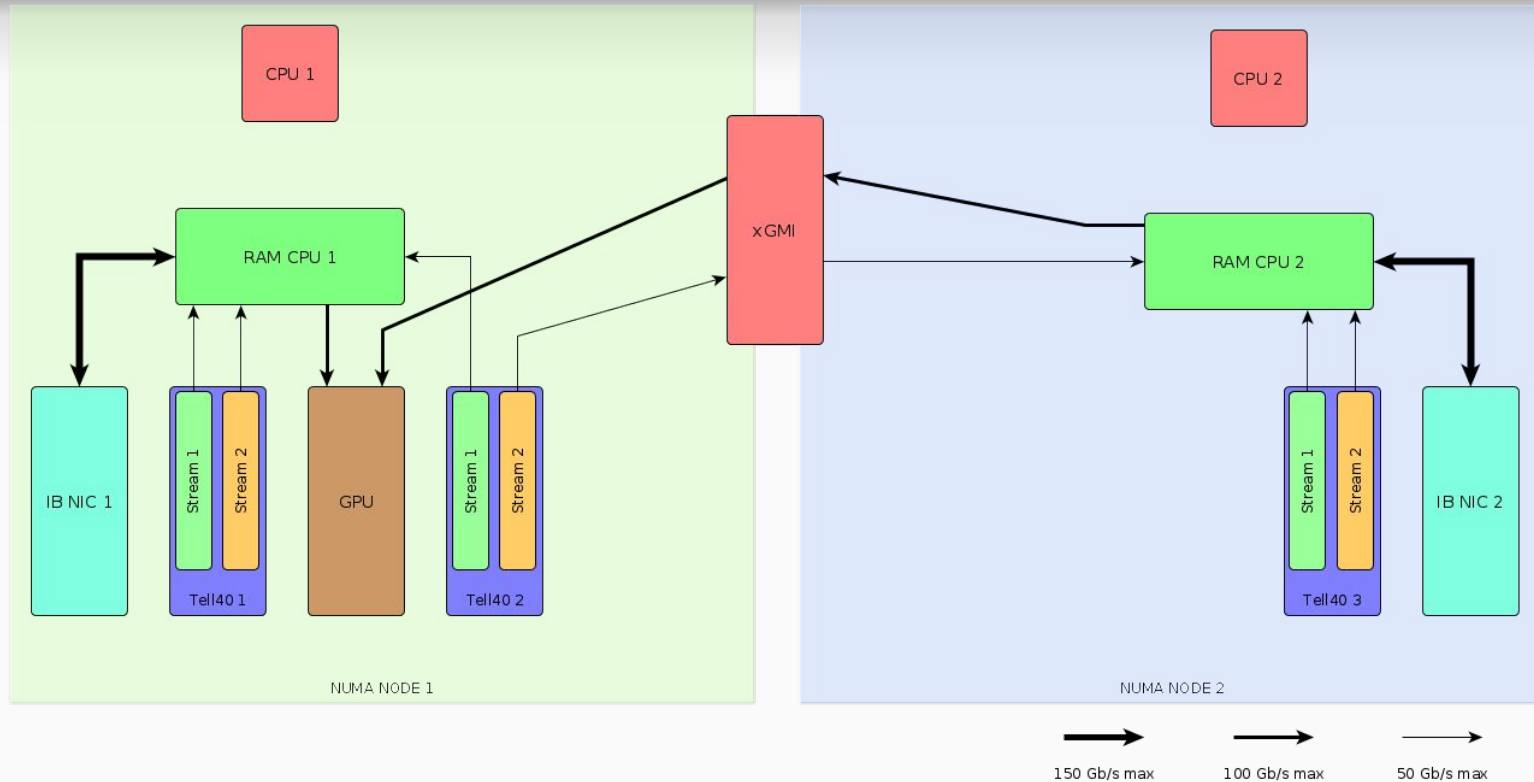 CPU 1
CPU 2
xGMI
RAM CPU 1
RAM CPU 2
IB NIC 1
Stream 1
Stream 2
Tell40 1
GPU
Stream 1
Stream 2
Tell40 2
Stream 1
Stream 2
Tell40 3
IB NIC 2
NUMA NODE 1
NUMA NODE 2
150 Gb/s max
100 Gb/s max
50 Gb/s max